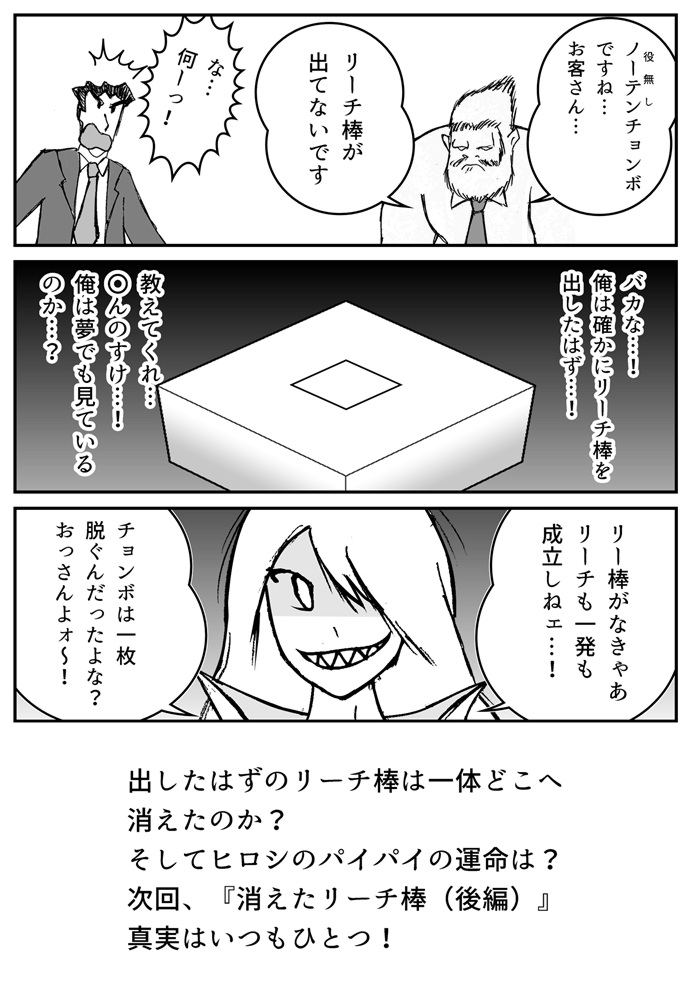 ノーテンチョンボ
役無し
ですね…
お客さん…
リーチ棒が
出てないです
な…
何ーっ！
バカな…！
俺は確かにリーチ棒を
出したはず…！
教えてくれ…
◎んのすけ…！
俺は夢でも見ている
のか…？
リー棒がなきゃあ
リーチも一発も
成立しねェ…！
チョンボは一枚
脱ぐんだったよな？
おっさんよォ～！
出したはずのリーチ棒は一体どこへ
消えたのか？
そしてヒロシのパイパイの運命は？
次回、『消えたリーチ棒（後編）』
真実はいつもひとつ！